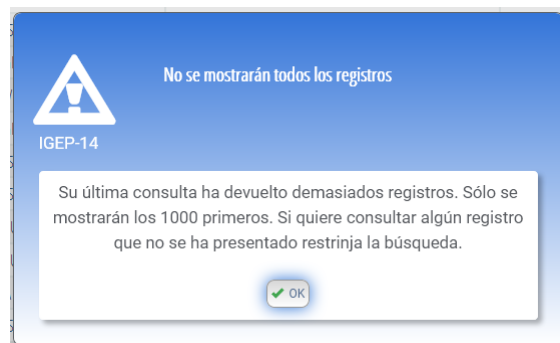 No se mostrarán todos los registros
IGEP-14
Su última consulta ha devuelto demasiados registros. Sólo se
mostrarán los 1000 primeros. Si quiere consultar algún registro
que no se ha presentado restrinja la búsqueda.
OK